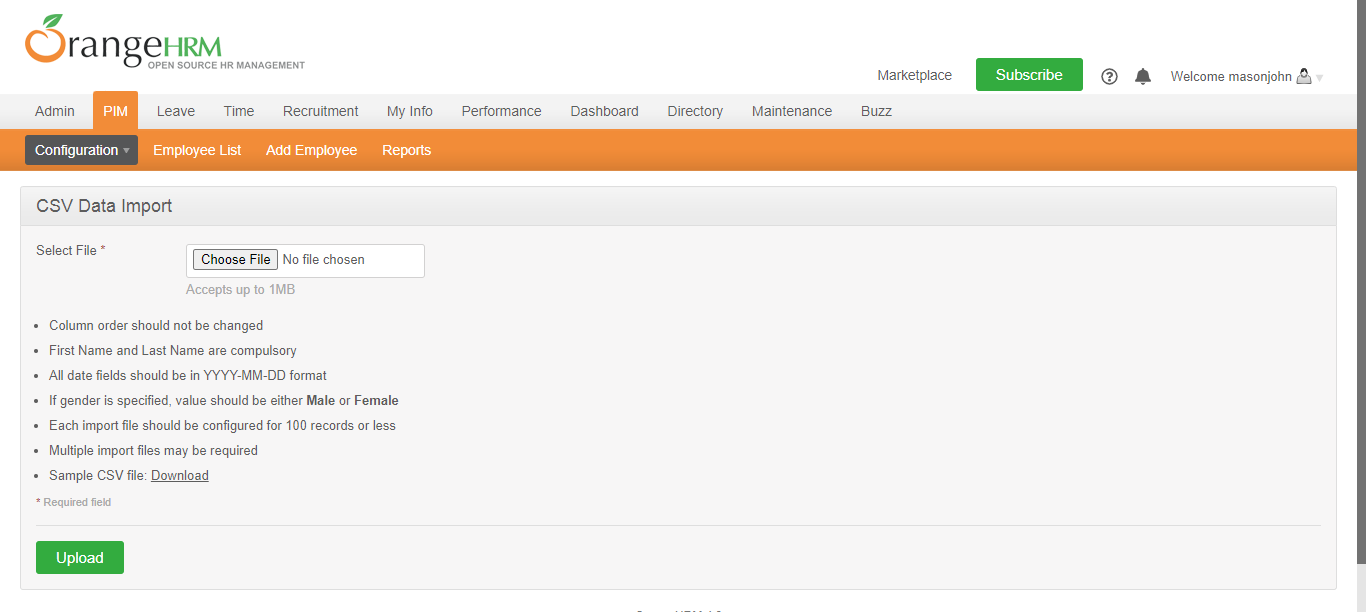 OrangeHRM
OPEN SOURCE HR MANAGEMENT
Marketplace Subscribe Welcome masonjohn
Admin PIM Leave Time Recruitment My Info Performance Dashboard Directory Maintenance Buzz
Configuration Employee List Add Employee Reports
CSV Data Import
Select File * Choose File No file chosen
Accepts up to 1MB
• Column order should not be changed
• First Name and Last Name are compulsory
• All date fields should be in YYYY-MM-DD format
• If gender is specified, value should be either Male or Female
• Each import file should be configured for 100 records or less
• Multiple import files may be required
• Sample CSV file: Download
* Required field
Upload